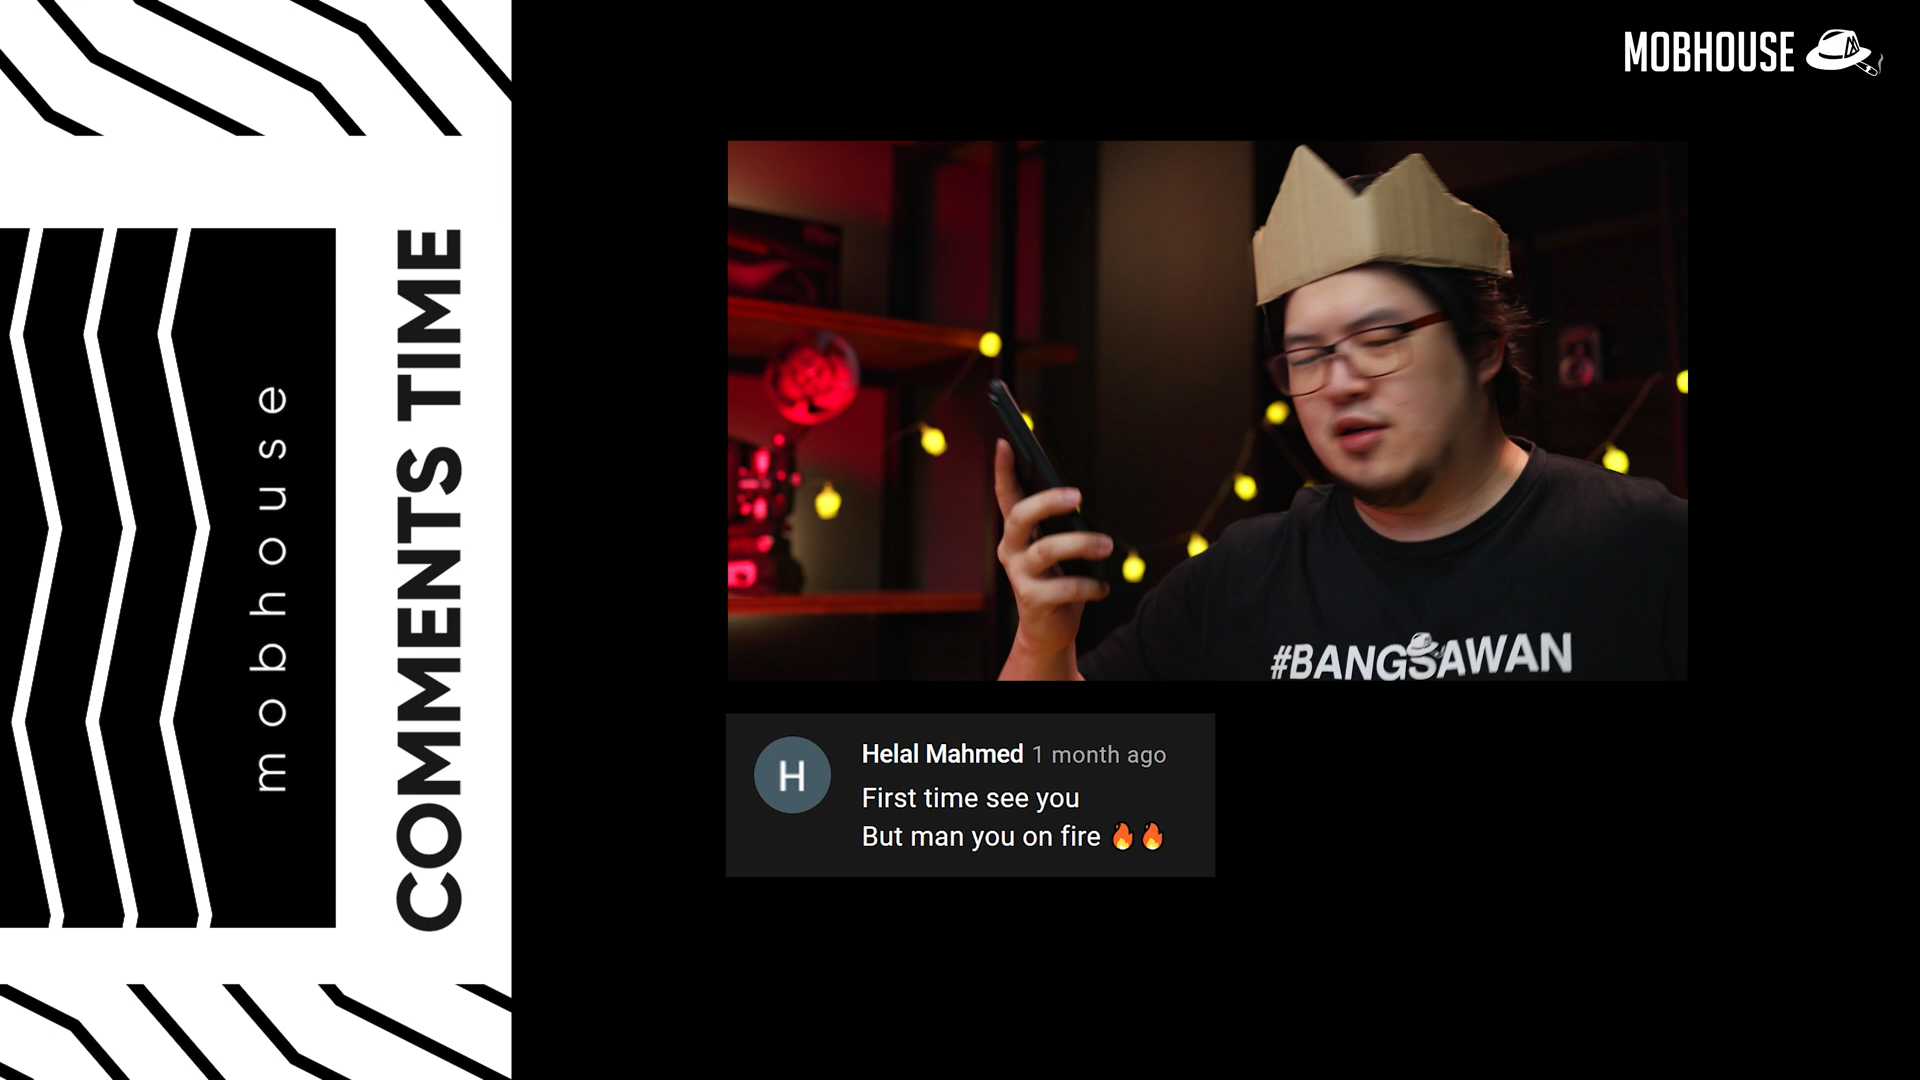 MOBHOUSE
COMMENTS TIME
mobhouse
#BANGSAWAN
H
Helal Mahmed 1 month ago
First time see you
But man you on fire 🔥🔥